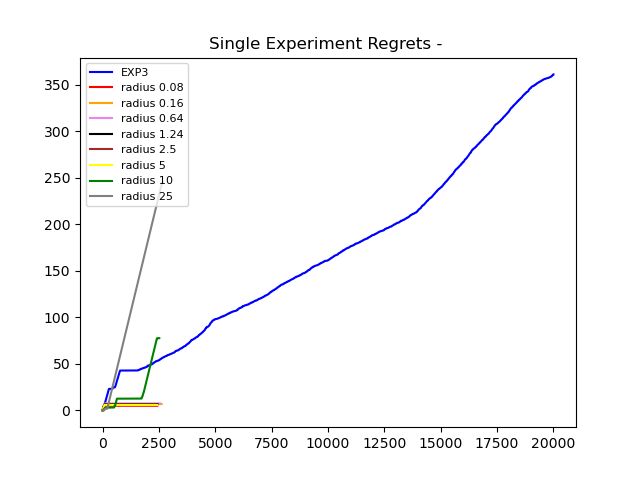 Single Experiment Regrets -
350
300
250
200
150
100
50
0
EXP3
radius 0.08
radius 0.16
radius 0.64
radius 1.24
radius 2.5
radius 5
radius 10
radius 25
0 2500 5000 7500 10000 12500 15000 17500 20000